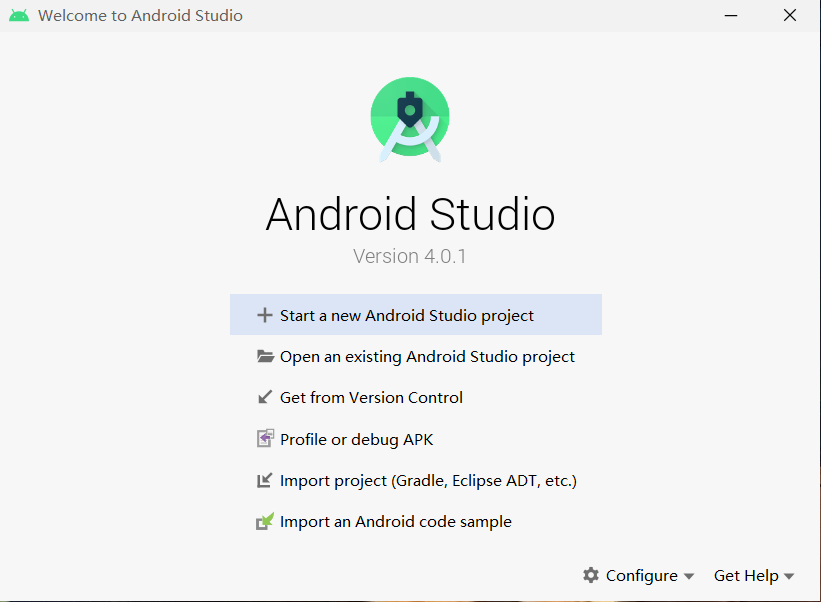 Welcome to Android Studio
Android Studio
Version 4.0.1
Start a new Android Studio project
Open an existing Android Studio project
Get from Version Control
Profile or debug APK
Import project (Gradle, Eclipse ADT, etc.)
Import an Android code sample
Configure Get Help